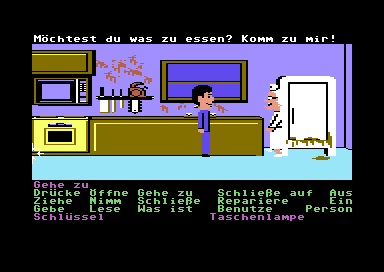 Möchtest du was zu essen? Komm zu mir!
Gehe zu
Drücke Öffne Gehe zu Schließe auf Aus
Ziehe Nimm Schließe Repariere Ein
Gebe Lese Was ist Benutze Person
Schlüssel Taschenlampe